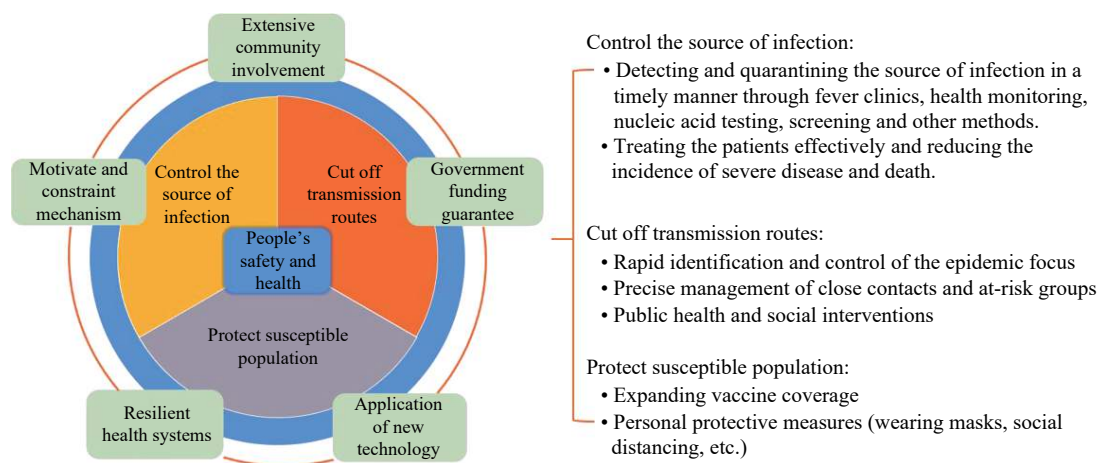 Extensive
community
involvement
Motivate and
constraint
mechanism
Control the
source of
infection
Cut off
transmission
routes
Government
funding
guarantee
People’s
safety and
health
Protect susceptible
population
Resilient
health systems
Application
of new
technology
Control the source of infection:
• Detecting and quarantining the source of infection in a
timely manner through fever clinics, health monitoring,
nucleic acid testing, screening and other methods.
• Treating the patients effectively and reducing the
incidence of severe disease and death.
Cut off transmission routes:
• Rapid identification and control of the epidemic focus
• Precise management of close contacts and at-risk groups
• Public health and social interventions
Protect susceptible population:
• Expanding vaccine coverage
• Personal protective measures (wearing masks, social
distancing, etc.)